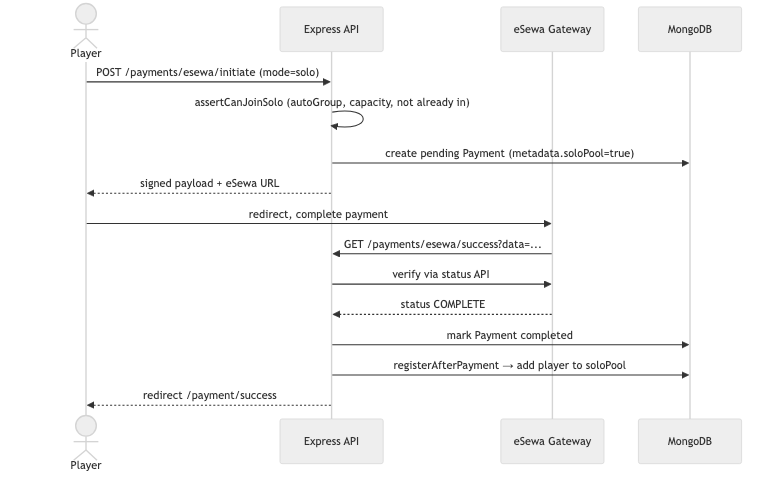 Player
Express API
eSewa Gateway
MongoDB
POST /payments/esewa/initiate (mode=solo)
assertCanJoinSolo (autoGroup, capacity, not already in)
create pending Payment (metadata.soloPool=true)
signed payload + eSewa URL
redirect, complete payment
GET /payments/esewa/success?data=...
verify via status API
status COMPLETE
mark Payment completed
registerAfterPayment → add player to soloPool
redirect /payment/success
Player
Express API
eSewa Gateway
MongoDB